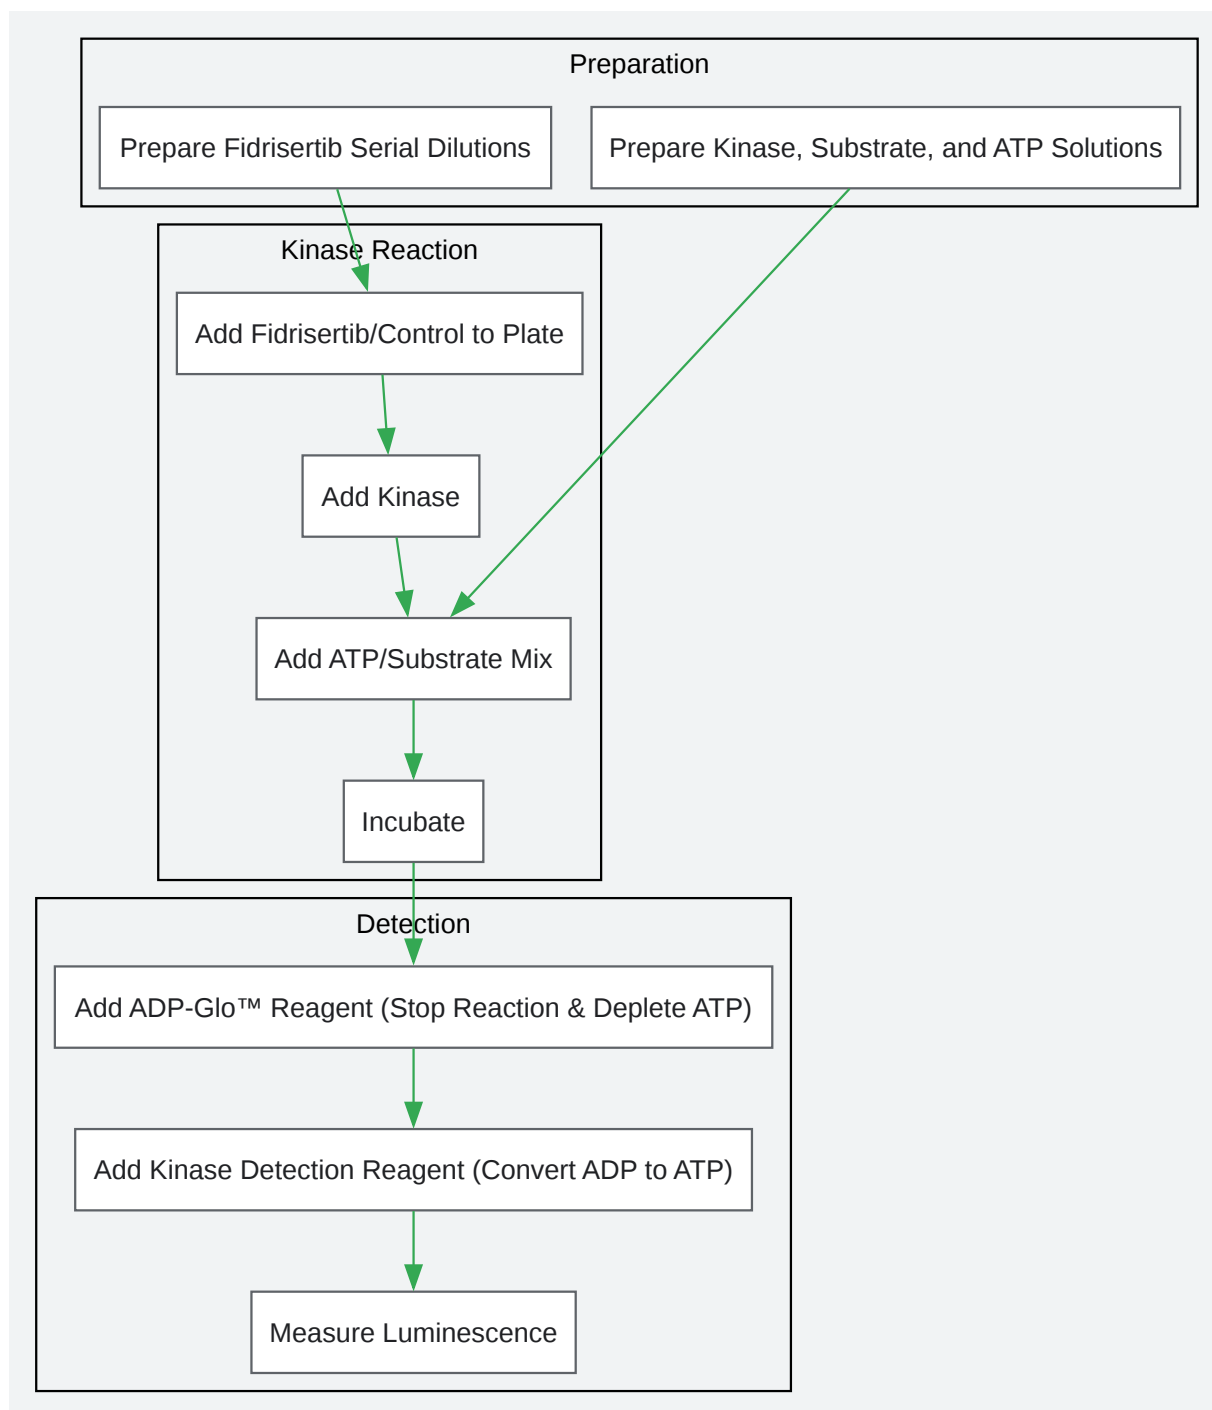 Preparation
Prepare Fidrisertib Serial Dilutions
Prepare Kinase, Substrate, and ATP Solutions
Kinase Reaction
Add Fidrisertib/Control to Plate
Add Kinase
Add ATP/Substrate Mix
Incubate
Detection
Add ADP-Glo™ Reagent (Stop Reaction & Deplete ATP)
Add Kinase Detection Reagent (Convert ADP to ATP)
Measure Luminescence